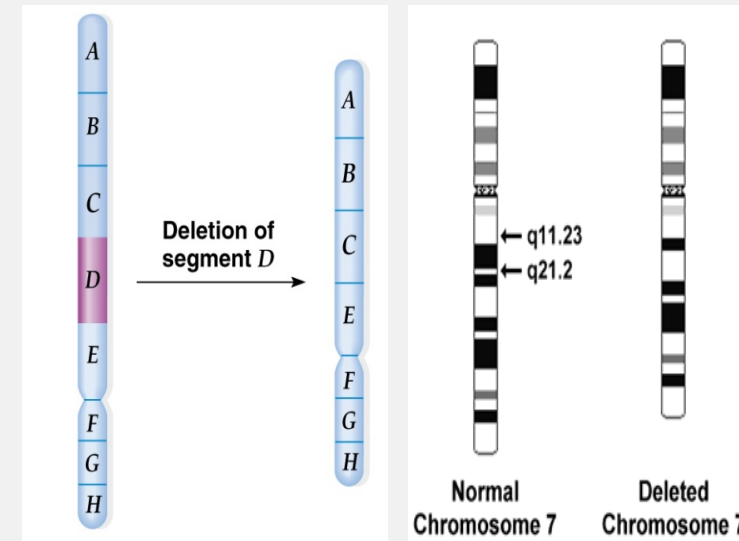 A
B
C
D
E
F
G
H
Deletion of
segment D
A
B
C
E
F
G
H
q11.23
q21.2
Normal
Chromosome 7
Deleted
Chromosome 7